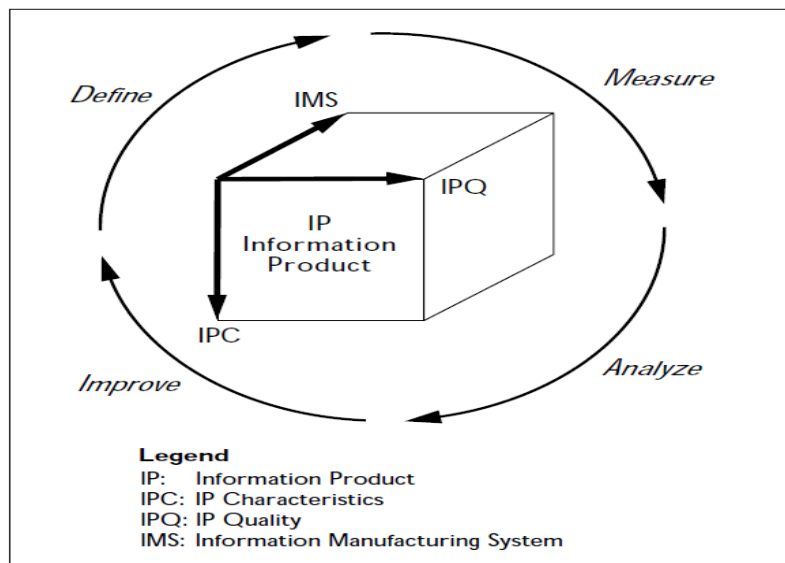 Define
Measure
IMS
IPQ
IP
Information
Product
IPC
Improve
Analyze
Legend
IP: Information Product
IPC: IP Characteristics
IPQ: IP Quality
IMS: Information Manufacturing System